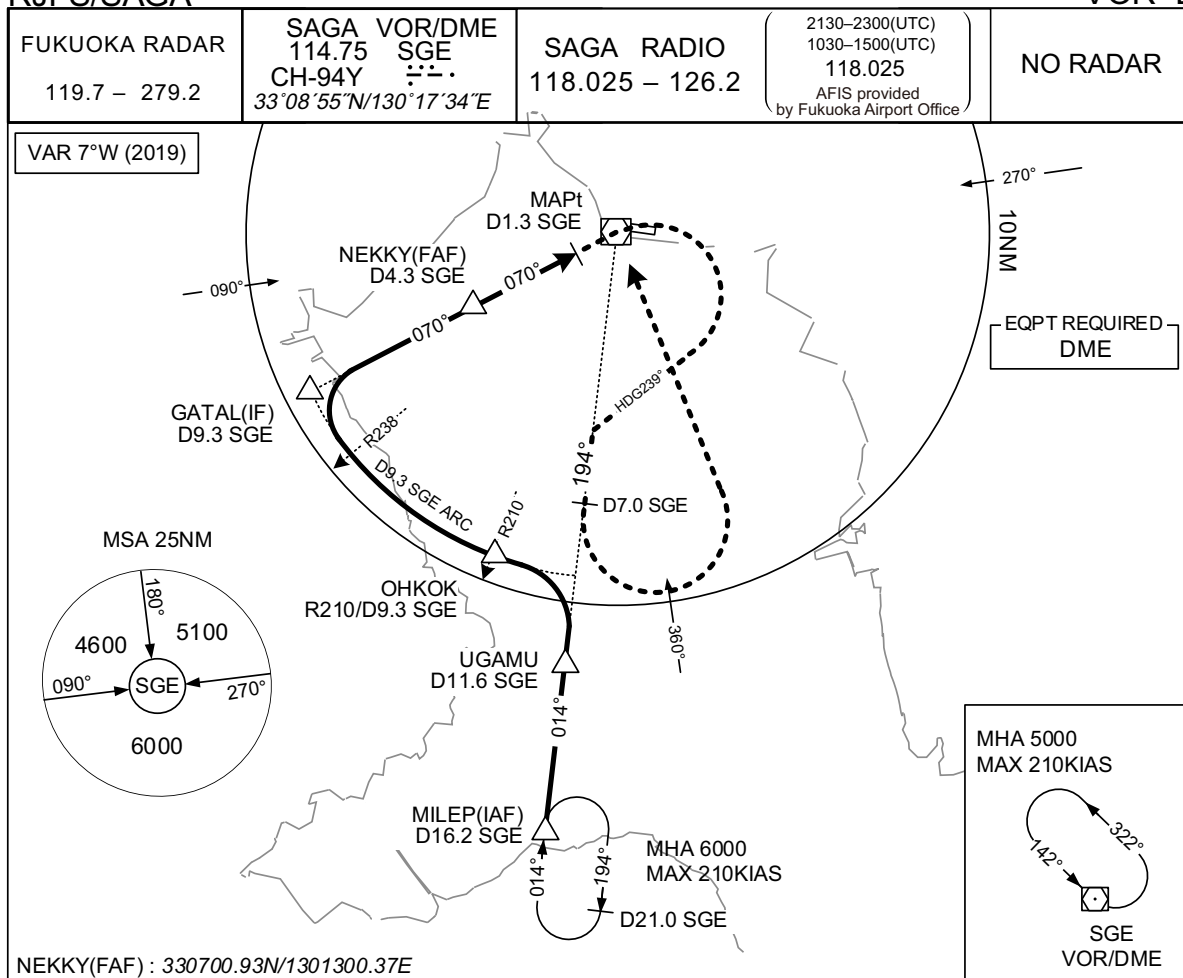 FUKUOKA RADAR
119.7 – 279.2
SAGA VOR/DME
114.75 SGE
CH-94Y
33°08′55″N/130°17′34″E
SAGA RADIO
118.025 – 126.2
2130–2300(UTC)
1030–1500(UTC)
118.025
AFIS provided
by Fukuoka Airport Office
NO RADAR
VAR 7°W (2019)
270°
MAPt
D1.3 SGE
10NM
NEKKY(FAF)
D4.3 SGE
070°
090°
070°
EQPT REQUIRED
DME
HDG239°
GATAL(IF)
D9.3 SGE
R238
194°
D9.3 SGE ARC
D7.0 SGE
R210
MSA 25NM
OHKOK
R210/D9.3 SGE
180°
4600
5100
360°
UGAMU
D11.6 SGE
090°
SGE
270°
014°
6000
MHA 5000
MAX 210KIAS
MILEP(IAF)
D16.2 SGE
MHA 6000
MAX 210KIAS
014°
194°
D21.0 SGE
322°
142°
SGE
VOR/DME
NEKKY(FAF) : 330700.93N/1301300.37E